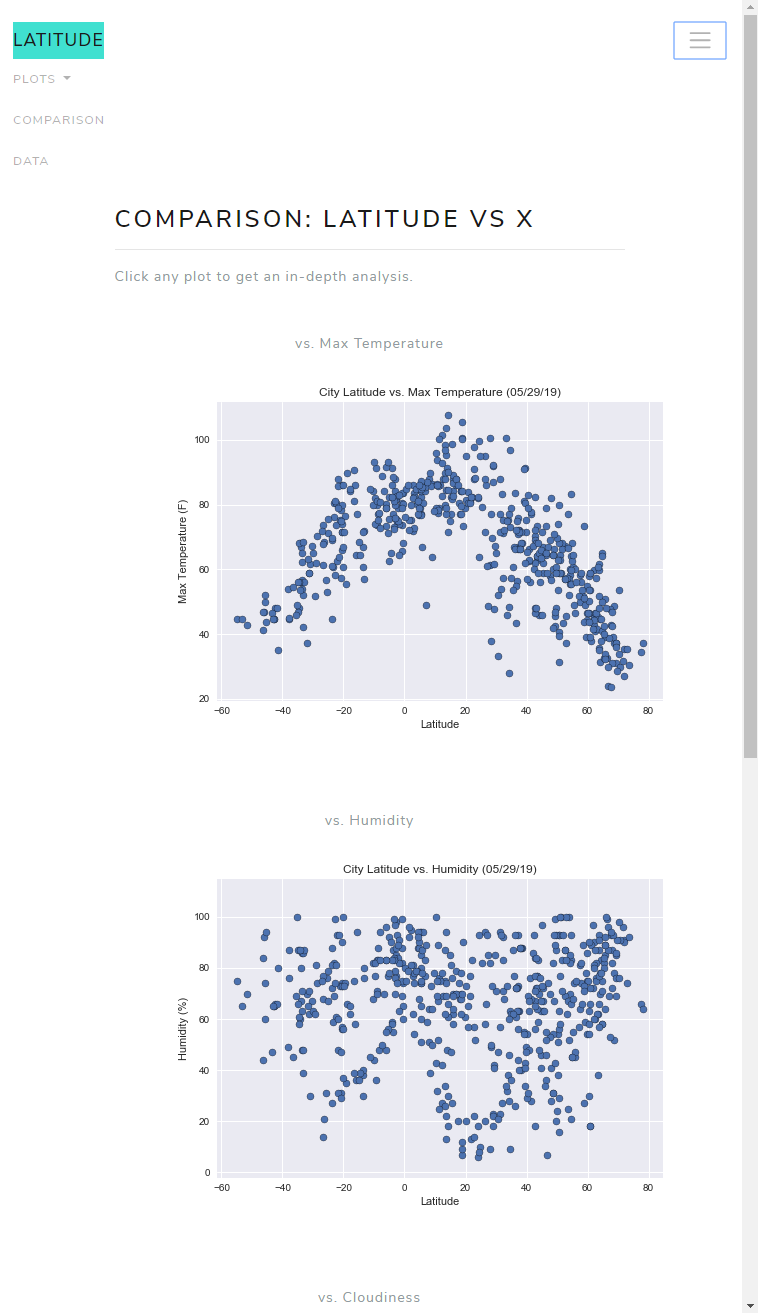 LATITUDE
PLOTS
COMPARISON
DATA
COMPARISON: LATITUDE VS X
Click any plot to get an in-depth analysis.
vs. Max Temperature
City Latitude vs. Max Temperature (05/29/19)
Max Temperature (F)
100
80
60
40
20
−60 −40 −20 0 20 40 60 80
Latitude
vs. Humidity
City Latitude vs. Humidity (05/29/19)
Humidity (%)
100
80
60
40
20
0
−60 −40 −20 0 20 40 60 80
Latitude
vs. Cloudiness